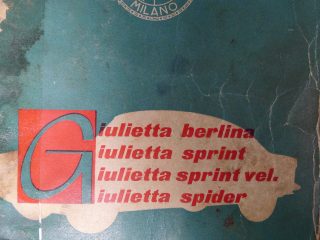 MILANO
Giulietta berlina
Giulietta sprint
Giulietta sprint vel.
Giulietta spider